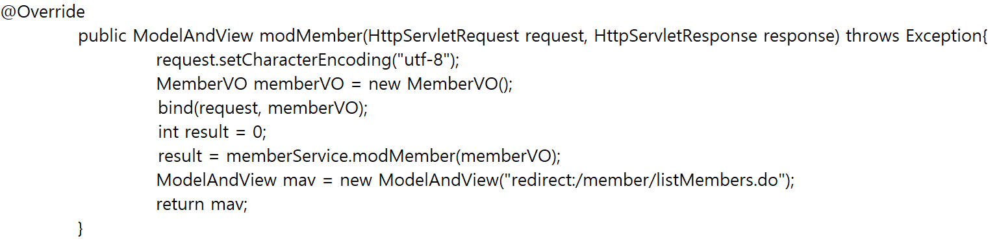 @Override
public ModelAndView modMember(HttpServletRequest request, HttpServletResponse response) throws Exception{
request.setCharacterEncoding("utf-8");
MemberVO memberVO = new MemberVO();
bind(request, memberVO);
int result = 0;
result = memberService.modMember(memberVO);
ModelAndView mav = new ModelAndView("redirect:/member/listMembers.do");
return mav;
}